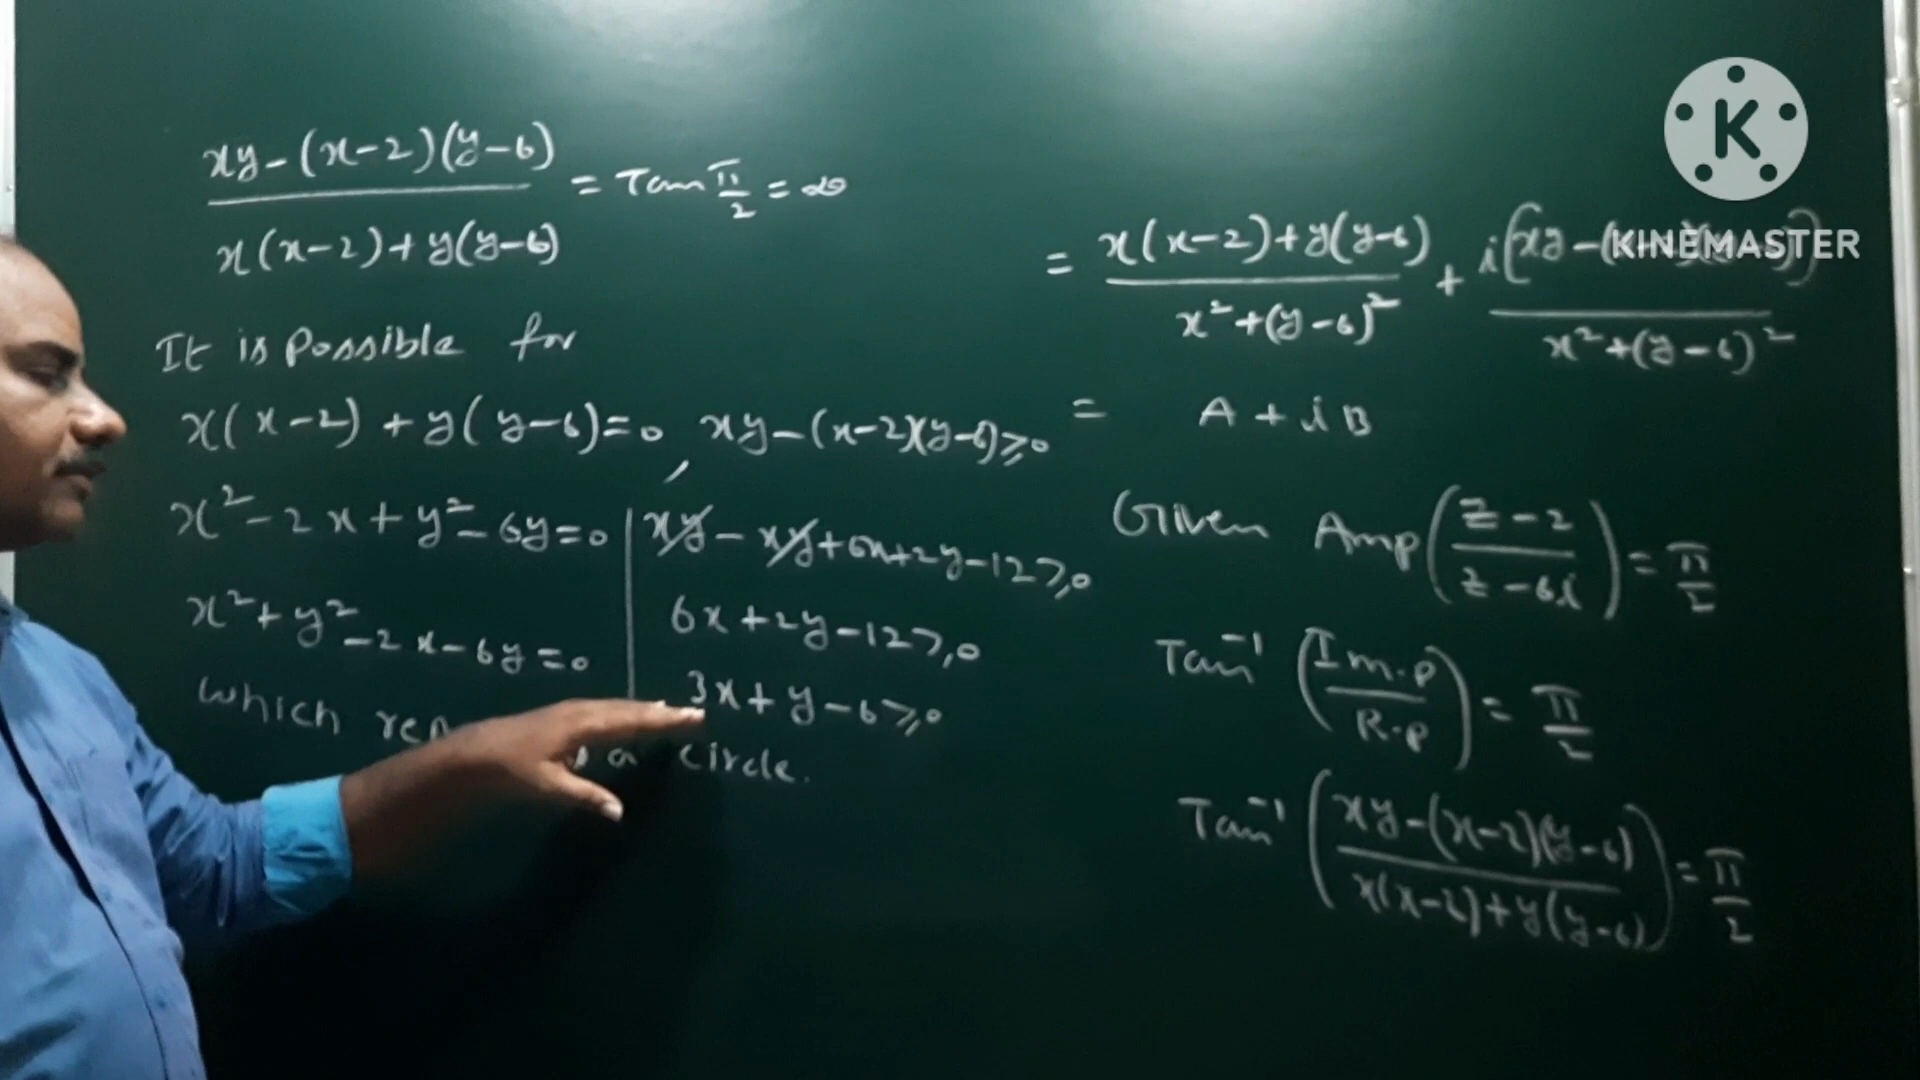 xy-(x-2)(y-6) / x(x-2)+y(y-6) = Tan π/2 = ∞
It is possible for
x(x-2)+y(y-6)=0, xy-(x-2)(y-6)≥0
x²-2x+y²-6y=0 | xy-xy+6x+2y-12≥0
x²+y²-2x-6y=0 | 6x+2y-12≥0
3x+y-6≥0
which a circle.
K
KINEMASTER
= x(x-2)+y(y-6) / x²+(y-6)² + i(xy-( / x²+(y-6)²
= A+iB
Given Amp(z-2 / z-6i) = π/2
Tan⁻¹(Im.p / R.p) = π/2
Tan⁻¹(xy-(x-2)(y-6) / x(x-2)+y(y-6)) = π/2